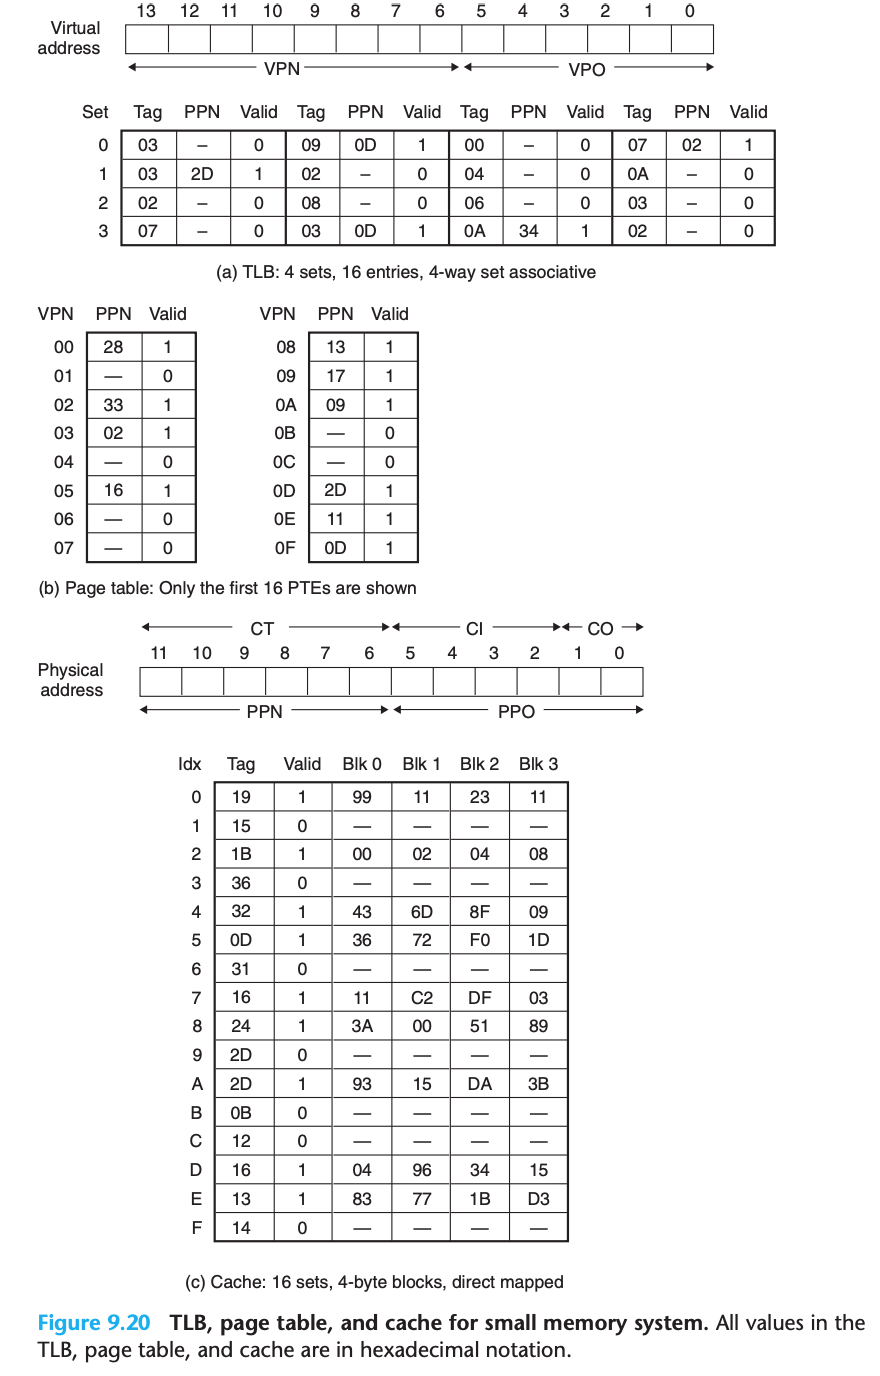 13 12 11 10 9 8 7 6 5 4 3 2 1 0
Virtual
address
VPN VPO
Set Tag PPN Valid Tag PPN Valid Tag PPN Valid Tag PPN Valid
0 03 – 0 09 0D 1 00 – 0 07 02 1
1 03 2D 1 02 – 0 04 – 0 0A – 0
2 02 – 0 08 – 0 06 – 0 03 – 0
3 07 – 0 03 0D 1 0A 34 1 02 – 0
(a) TLB: 4 sets, 16 entries, 4-way set associative
VPN PPN Valid VPN PPN Valid
00 28 1 08 13 1
01 — 0 09 17 1
02 33 1 0A 09 1
03 02 1 0B — 0
04 — 0 0C — 0
05 16 1 0D 2D 1
06 — 0 0E 11 1
07 — 0 0F 0D 1
(b) Page table: Only the first 16 PTEs are shown
CT CI CO
11 10 9 8 7 6 5 4 3 2 1 0
Physical
address
PPN PPO
Idx Tag Valid Blk 0 Blk 1 Blk 2 Blk 3
0 19 1 99 11 23 11
1 15 0 — — — —
2 1B 1 00 02 04 08
3 36 0 — — — —
4 32 1 43 6D 8F 09
5 0D 1 36 72 F0 1D
6 31 0 — — — —
7 16 1 11 C2 DF 03
8 24 1 3A 00 51 89
9 2D 0 — — — —
A 2D 1 93 15 DA 3B
B 0B 0 — — — —
C 12 0 — — — —
D 16 1 04 96 34 15
E 13 1 83 77 1B D3
F 14 0 — — — —
(c) Cache: 16 sets, 4-byte blocks, direct mapped
Figure 9.20 TLB, page table, and cache for small memory system. All values in the
TLB, page table, and cache are in hexadecimal notation.